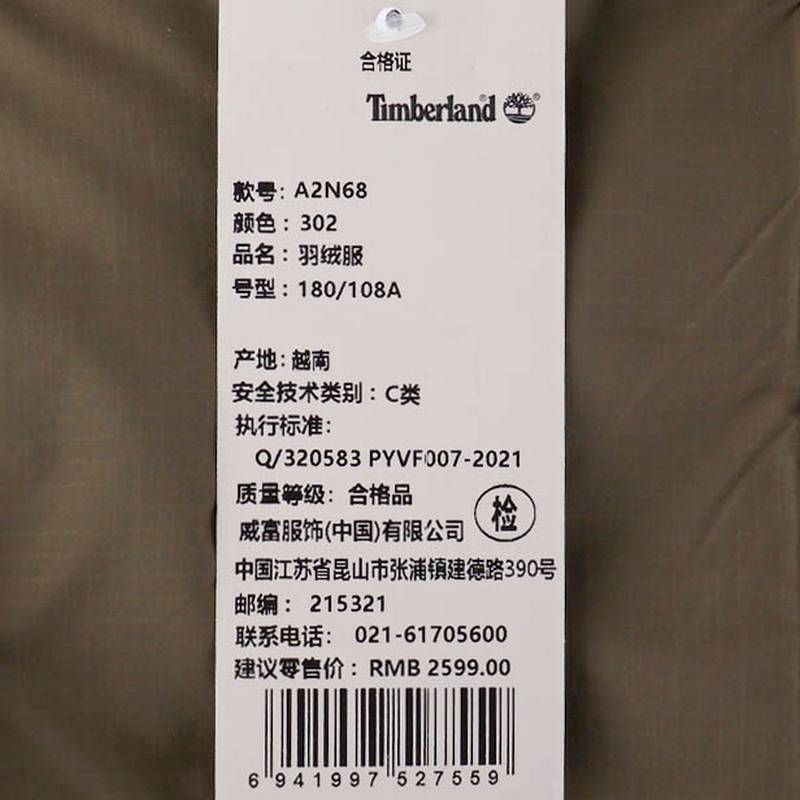 合格证
Timberland®
款号: A2N68
颜色: 302
品名: 羽绒服
号型: 180/108A
产地: 越南
安全技术类别: C类
执行标准:
Q/320583 PYVF007-2021
质量等级: 合格品
检
威富服饰(中国)有限公司
中国江苏省昆山市张浦镇建德路390号
邮编: 215321
联系电话: 021-61705600
建议零售价: RMB 2599.00
6 941997 527559